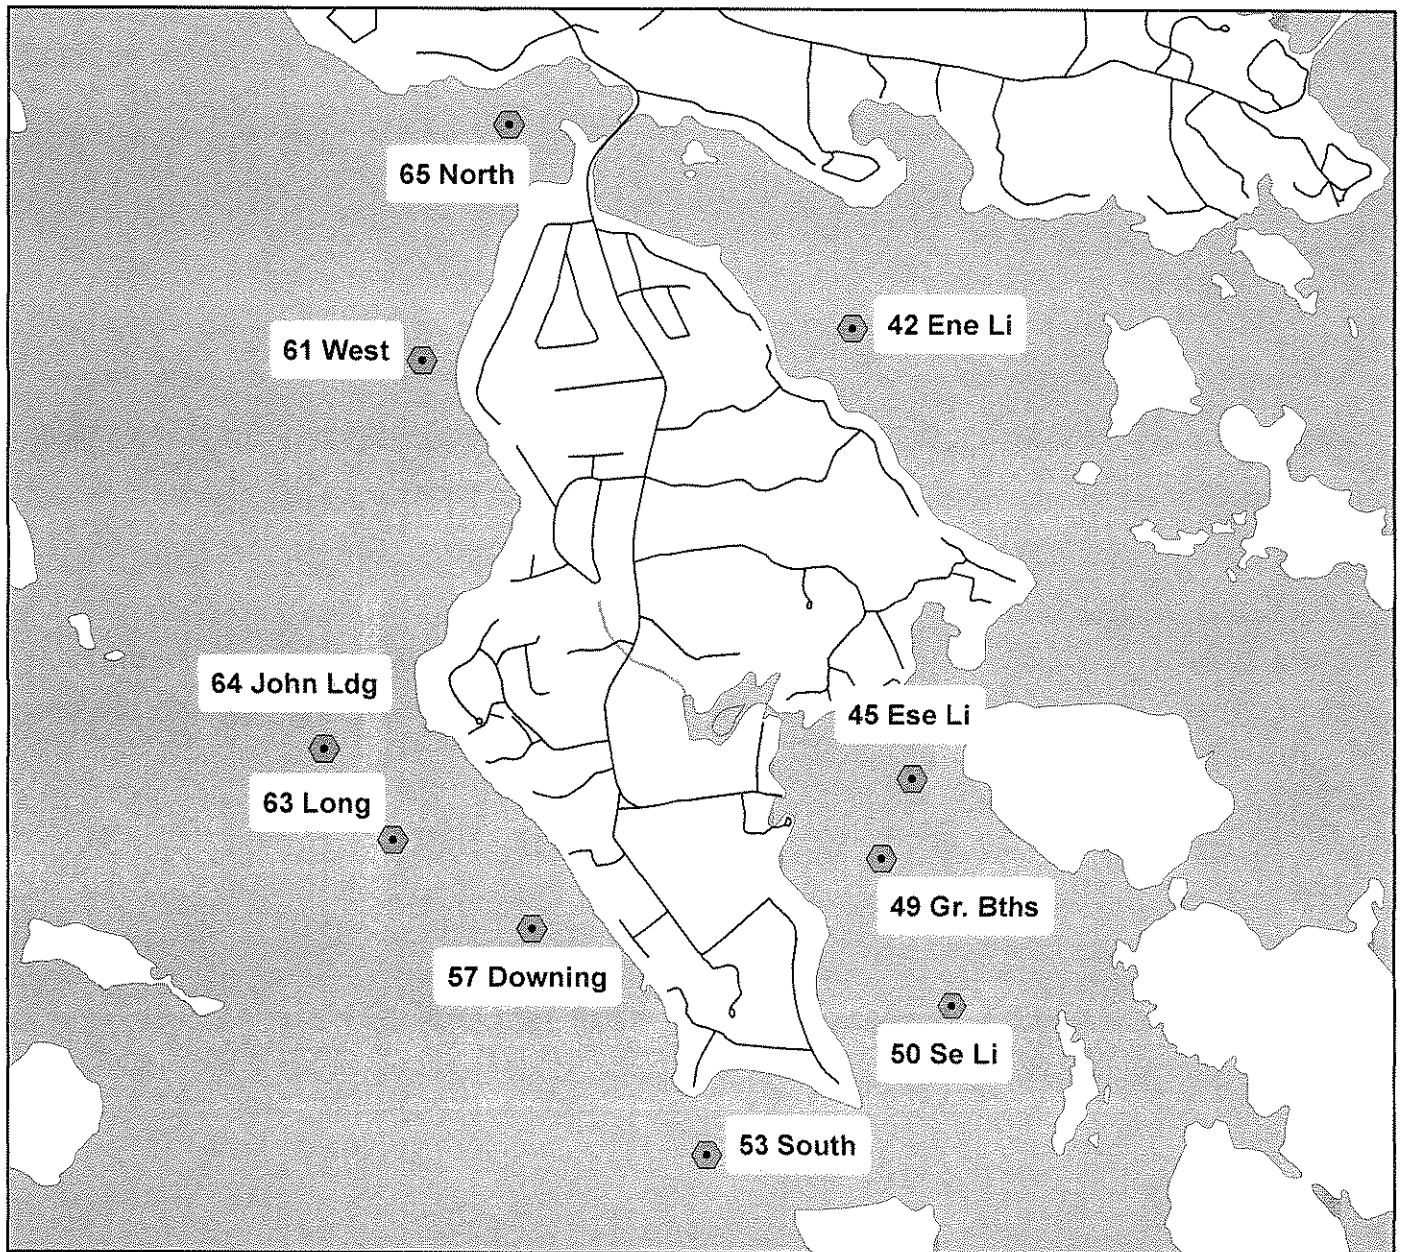 65 North
42 Ene Li
61 West
64 John Ldg
45 Ese Li
63 Long
49 Gr. Bths
57 Downing
50 Se Li
53 South